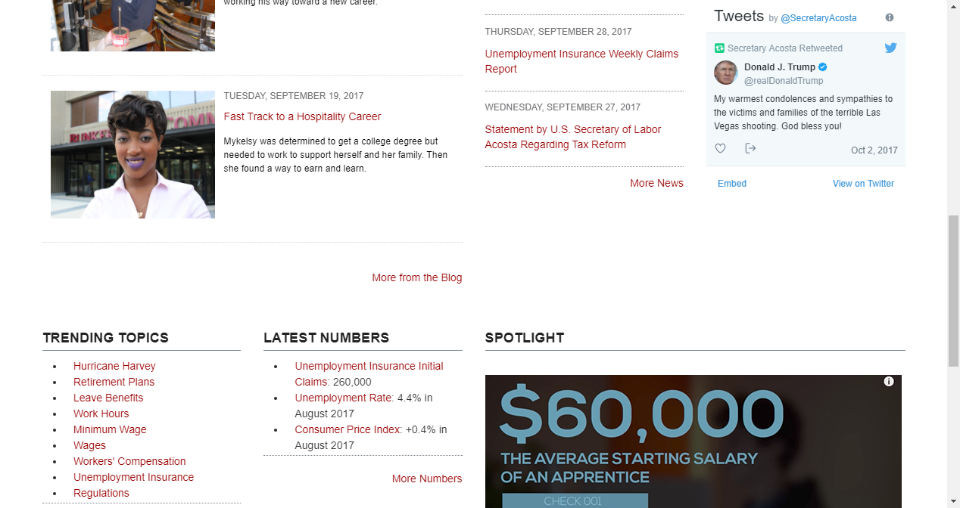 working his way toward a new career.
TUESDAY, SEPTEMBER 19, 2017
Fast Track to a Hospitality Career
Mykelsy was determined to get a college degree but
needed to work to support herself and her family. Then
she found a way to earn and learn.
More from the Blog
THURSDAY, SEPTEMBER 28, 2017
Unemployment Insurance Weekly Claims
Report
WEDNESDAY, SEPTEMBER 27, 2017
Statement by U.S. Secretary of Labor
Acosta Regarding Tax Reform
More News
Tweets by @SecretaryAcosta
Secretary Acosta Retweeted
Donald J. Trump
@realDonaldTrump
My warmest condolences and sympathies to
the victims and families of the terrible Las
Vegas shooting. God bless you!
Oct 2, 2017
Embed View on Twitter
TRENDING TOPICS
Hurricane Harvey
Retirement Plans
Leave Benefits
Work Hours
Minimum Wage
Wages
Workers' Compensation
Unemployment Insurance
Regulations
LATEST NUMBERS
Unemployment Insurance Initial
Claims: 260,000
Unemployment Rate: 4.4% in
August 2017
Consumer Price Index: +0.4% in
August 2017
More Numbers
SPOTLIGHT
$60,000
THE AVERAGE STARTING SALARY
OF AN APPRENTICE